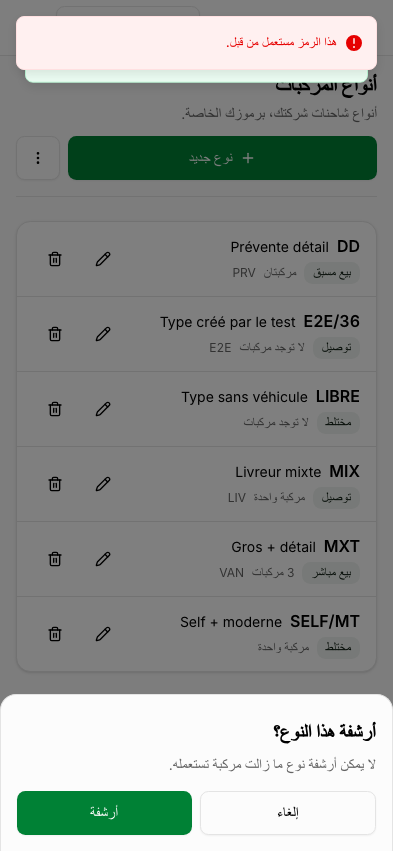 هذا الرمز مستعمل من قبل.
أنواع المركبات
أنواع شاحنات شركتك، برموزك الخاصة.
نوع جديد
DD Prévente détail
بيع مسبق مركبتان PRV
E2E/36 Type créé par le test
توصيل لا توجد مركبات E2E
LIBRE Type sans véhicule
مختلط لا توجد مركبات
MIX Livreur mixte
توصيل مركبة واحدة LIV
MXT Gros + détail
بيع مباشر 3 مركبات VAN
SELF/MT Self + moderne
مختلط مركبة واحدة
أرشفة هذا النوع؟
لا يمكن أرشفة نوع ما زالت مركبة تستعمله.
إلغاء
أرشفة